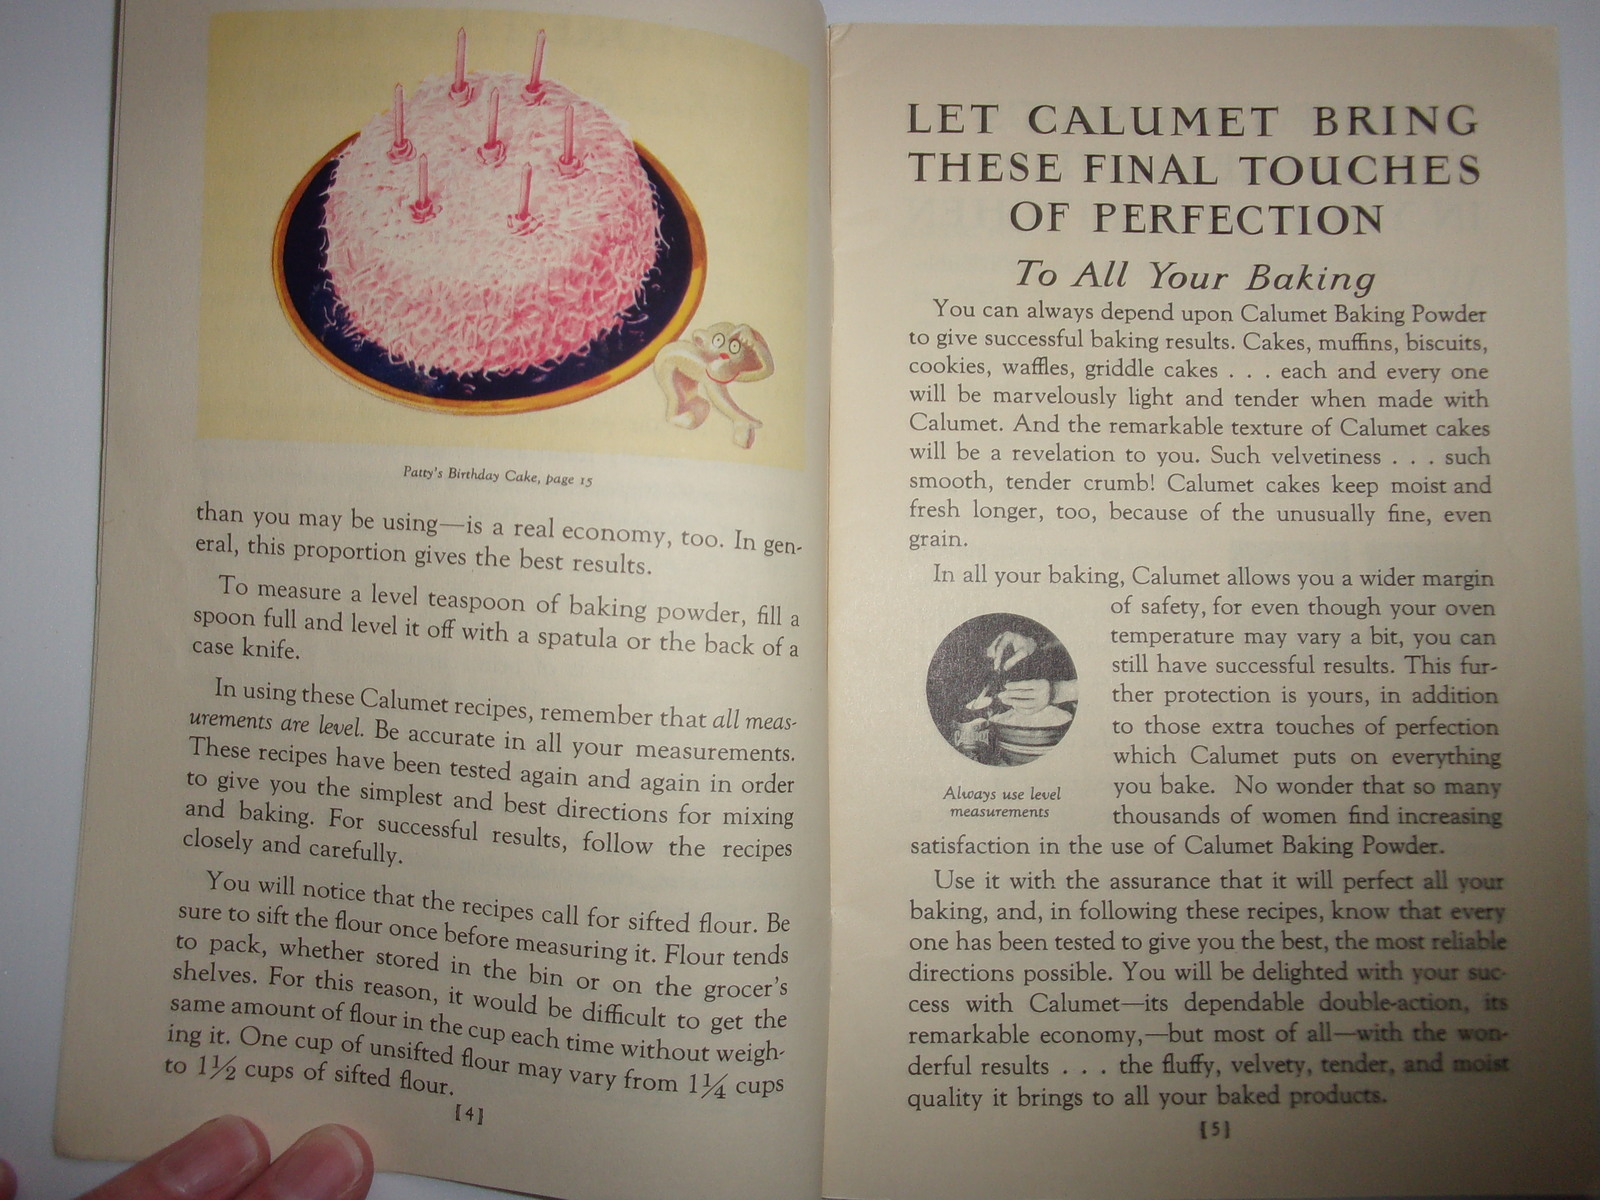 Patty's Birthday Cake, page 15
than you may be using—is a real economy, too. In gen-
eral, this proportion gives the best results.
To measure a level teaspoon of baking powder, fill a
spoon full and level it off with a spatula or the back of a
case knife.
In using these Calumet recipes, remember that all meas-
urements are level. Be accurate in all your measurements.
These recipes have been tested again and again in order
to give you the simplest and best directions for mixing
and baking. For successful results, follow the recipes
closely and carefully.
You will notice that the recipes call for sifted flour. Be
sure to sift the flour once before measuring it. Flour tends
to pack, whether stored in the bin or on the grocer's
shelves. For this reason, it would be difficult to get the
same amount of flour in the cup each time without weigh-
ing it. One cup of unsifted flour may vary from 1¼ cups
to 1½ cups of sifted flour.
[4]
LET CALUMET BRING
THESE FINAL TOUCHES
OF PERFECTION
To All Your Baking
You can always depend upon Calumet Baking Powder
to give successful baking results. Cakes, muffins, biscuits,
cookies, waffles, griddle cakes . . . each and every one
will be marvelously light and tender when made with
Calumet. And the remarkable texture of Calumet cakes
will be a revelation to you. Such velvetiness . . . such
smooth, tender crumb! Calumet cakes keep moist and
fresh longer, too, because of the unusually fine, even
grain.
In all your baking, Calumet allows you a wider margin
of safety, for even though your oven
temperature may vary a bit, you can
still have successful results. This fur-
ther protection is yours, in addition
to those extra touches of perfection
which Calumet puts on everything
you bake. No wonder that so many
thousands of women find increasing
satisfaction in the use of Calumet Baking Powder.
Always use level
measurements
Use it with the assurance that it will perfect all your
baking, and, in following these recipes, know that every
one has been tested to give you the best, the most reliable
directions possible. You will be delighted with your suc-
cess with Calumet—its dependable double-action, its
remarkable economy,—but most of all—with the won-
derful results . . . the fluffy, velvety, tender, and moist
quality it brings to all your baked products.
[5]